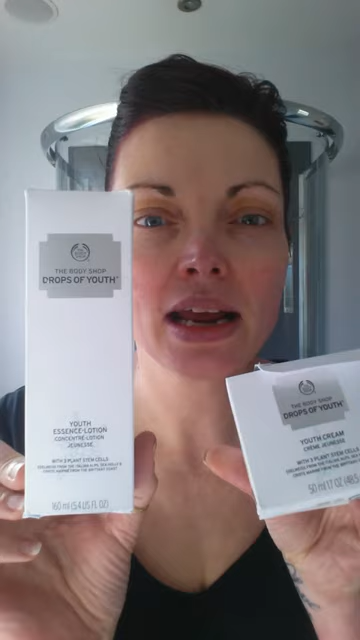 THE BODY SHOP
DROPS OF YOUTH™
YOUTH
ESSENCE-LOTION
CONCENTRÉ-LOTION
JEUNESSE
WITH 3 PLANT STEM CELLS
160 ml (5.4 US FL OZ)
THE BODY SHOP
DROPS OF YOUTH™
YOUTH CREAM
CRÈME JEUNESSE
WITH 3 PLANT STEM CELLS
50 ml 1.7 OZ